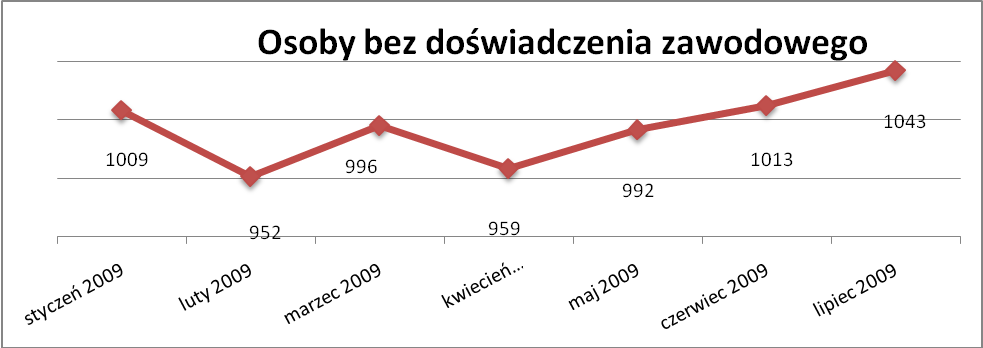 Osoby bez doświadczenia zawodowego
1009
952
996
959
992
1013
1043
styczeń 2009
luty 2009
marzec 2009
kwiecień...
maj 2009
czerwiec 2009
lipiec 2009